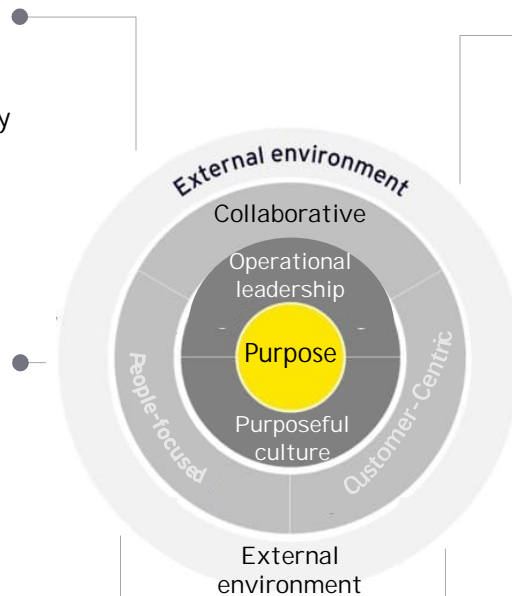 y
External environment
Collaborative
Operational
leadership
Purpose
People-focused
Customer-Centric
Purposeful
culture
External
environment